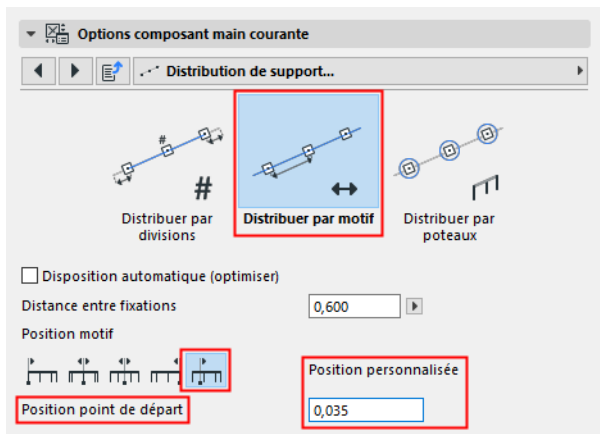 Options composant main courante
Distribution de support...
#
#
Distribuer par
divisions
Distribuer par motif
Distribuer par
poteaux
Disposition automatique (optimiser)
Distance entre fixations
0,600
Position motif
Position personnalisée
Position point de départ
0,035